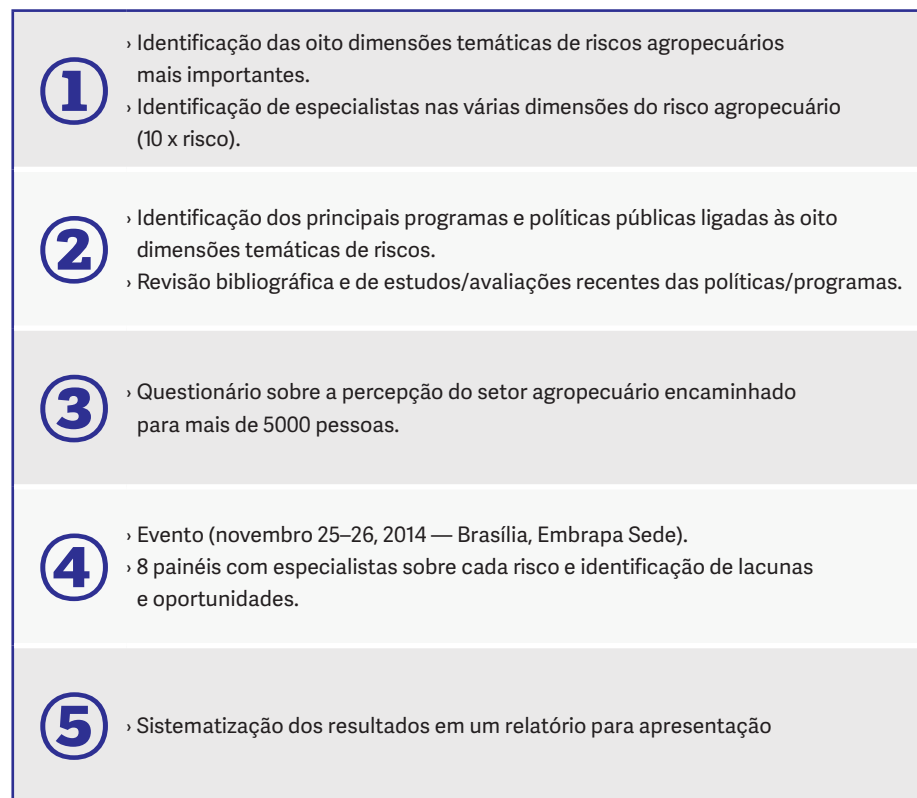 1
› Identificação das oito dimensões temáticas de riscos agropecuários
mais importantes.
› Identificação de especialistas nas várias dimensões do risco agropecuário
(10 x risco).
2
› Identificação dos principais programas e políticas públicas ligadas às oito
dimensões temáticas de riscos.
› Revisão bibliográfica e de estudos/avaliações recentes das políticas/programas.
3
› Questionário sobre a percepção do setor agropecuário encaminhado
para mais de 5000 pessoas.
4
› Evento (novembro 25–26, 2014 — Brasília, Embrapa Sede).
› 8 painéis com especialistas sobre cada risco e identificação de lacunas
e oportunidades.
5
› Sistematização dos resultados em um relatório para apresentação